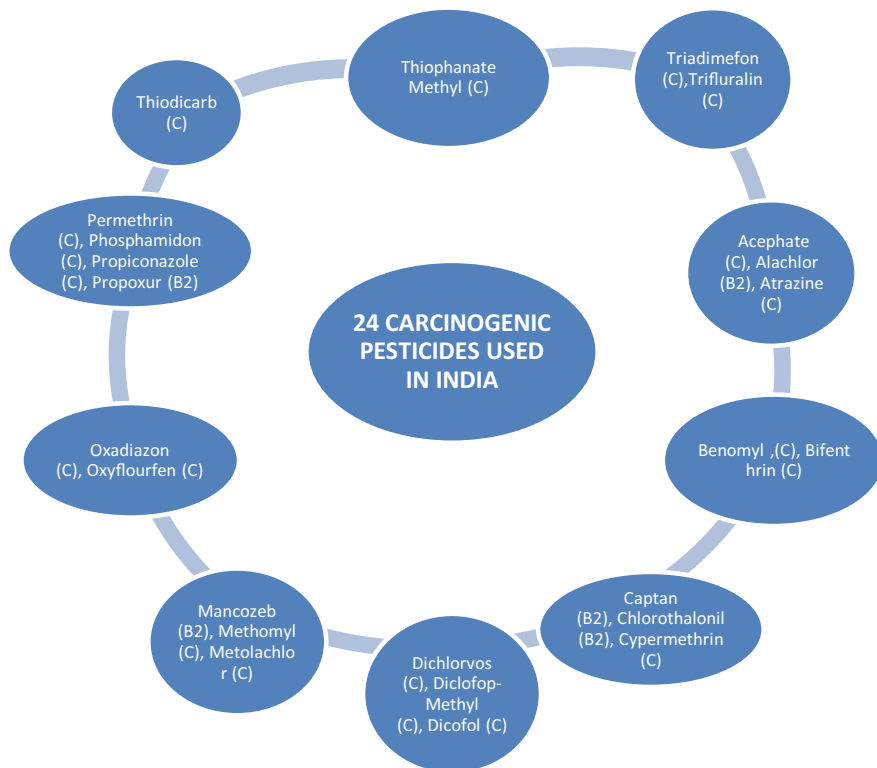 Thiophanate
Methyl (C)
Triadimefon
(C),Trifluralin
(C)
Acephate
(C), Alachlor
(B2), Atrazine
(C)
Benomyl ,(C), Bifent
hrin (C)
Captan
(B2), Chlorothalonil
(B2), Cypermethrin
(C)
Dichlorvos
(C), Diclofop-
Methyl
(C), Dicofol (C)
Mancozeb
(B2), Methomyl
(C), Metolachlo
r (C)
Oxadiazon
(C), Oxyflourfen (C)
Permethrin
(C), Phosphamidon
(C), Propiconazole
(C), Propoxur (B2)
Thiodicarb
(C)
24 CARCINOGENIC
PESTICIDES USED
IN INDIA